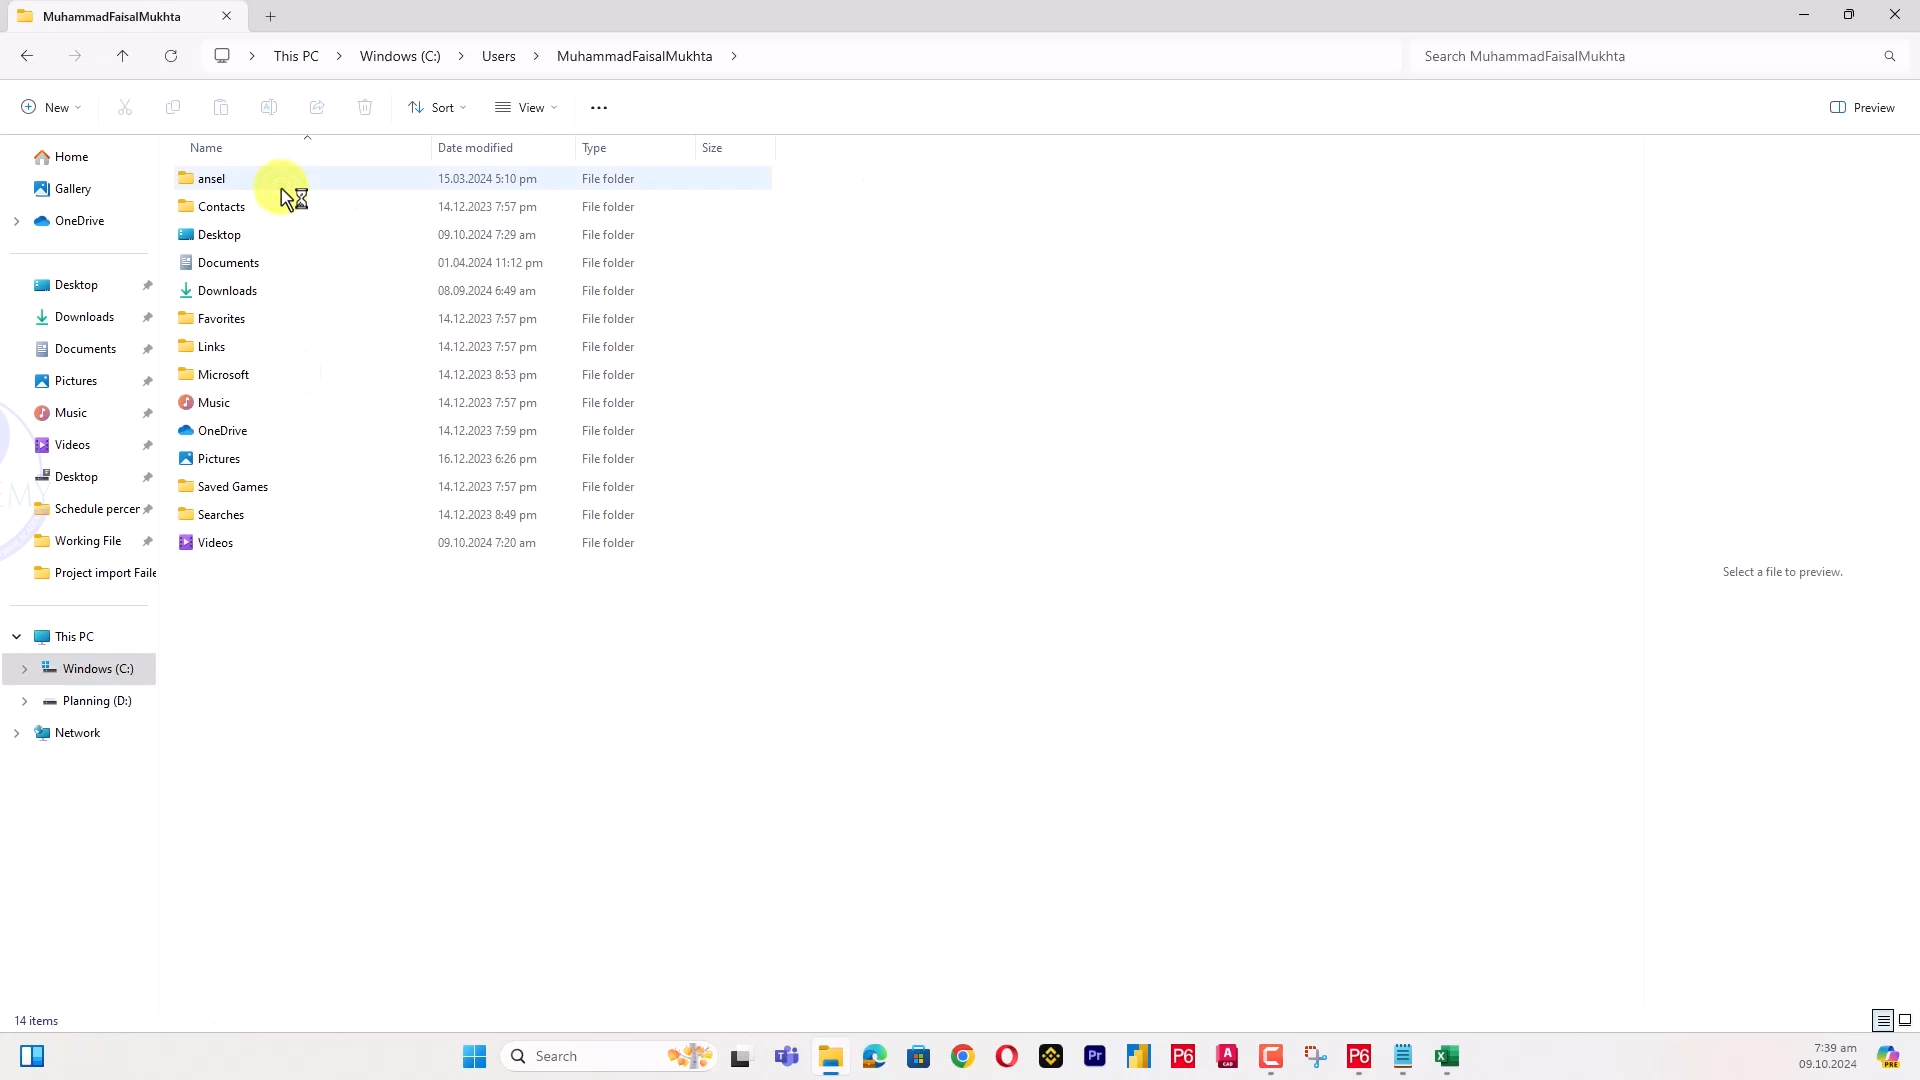 MuhammadFaisalMukhta
This PC > Windows (C:) > Users > MuhammadFaisalMukhta >
Search MuhammadFaisalMukhta
New
Sort
View
Preview
Name Date modified Type Size
ansel 15.03.2024 5:10 pm File folder
Contacts 14.12.2023 7:57 pm File folder
Desktop 09.10.2024 7:29 am File folder
Documents 01.04.2024 11:12 pm File folder
Downloads 08.09.2024 6:49 am File folder
Favorites 14.12.2023 7:57 pm File folder
Links 14.12.2023 7:57 pm File folder
Microsoft 14.12.2023 8:53 pm File folder
Music 14.12.2023 7:57 pm File folder
OneDrive 14.12.2023 7:59 pm File folder
Pictures 16.12.2023 6:26 pm File folder
Saved Games 14.12.2023 7:57 pm File folder
Searches 14.12.2023 8:49 pm File folder
Videos 09.10.2024 7:20 am File folder
Home
Gallery
OneDrive
Desktop
Downloads
Documents
Pictures
Music
Videos
Desktop
Schedule percer
Working File
Project import Faile
This PC
Windows (C:)
Planning (D:)
Network
Select a file to preview.
14 items
Search
Pr
P6
A
CAD
P6
7:39 am
09.10.2024
PRE